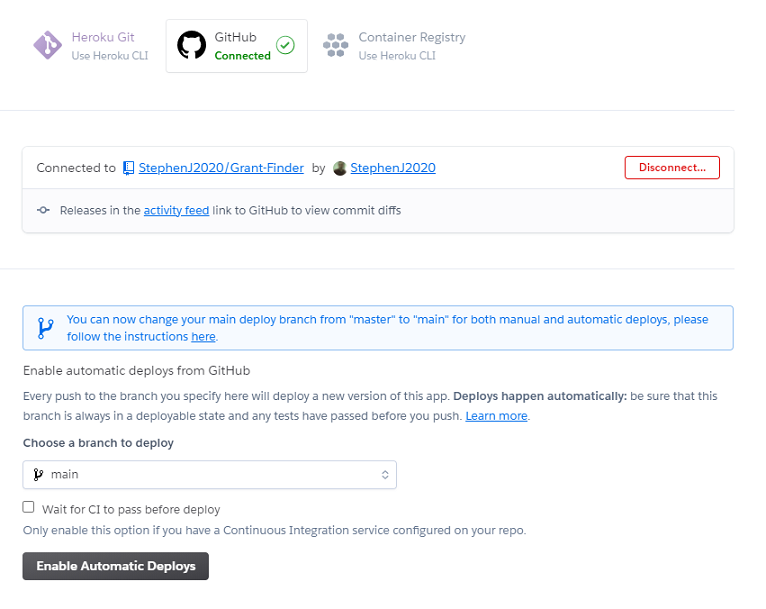 Heroku Git
Use Heroku CLI
GitHub
Connected
Container Registry
Use Heroku CLI
Connected to StephenJ2020/Grant-Finder by StephenJ2020
Disconnect...
Releases in the activity feed link to GitHub to view commit diffs
You can now change your main deploy branch from "master" to "main" for both manual and automatic deploys, please
follow the instructions here.
Enable automatic deploys from GitHub
Every push to the branch you specify here will deploy a new version of this app. Deploys happen automatically: be sure that this
branch is always in a deployable state and any tests have passed before you push. Learn more.
Choose a branch to deploy
main
Wait for CI to pass before deploy
Only enable this option if you have a Continuous Integration service configured on your repo.
Enable Automatic Deploys